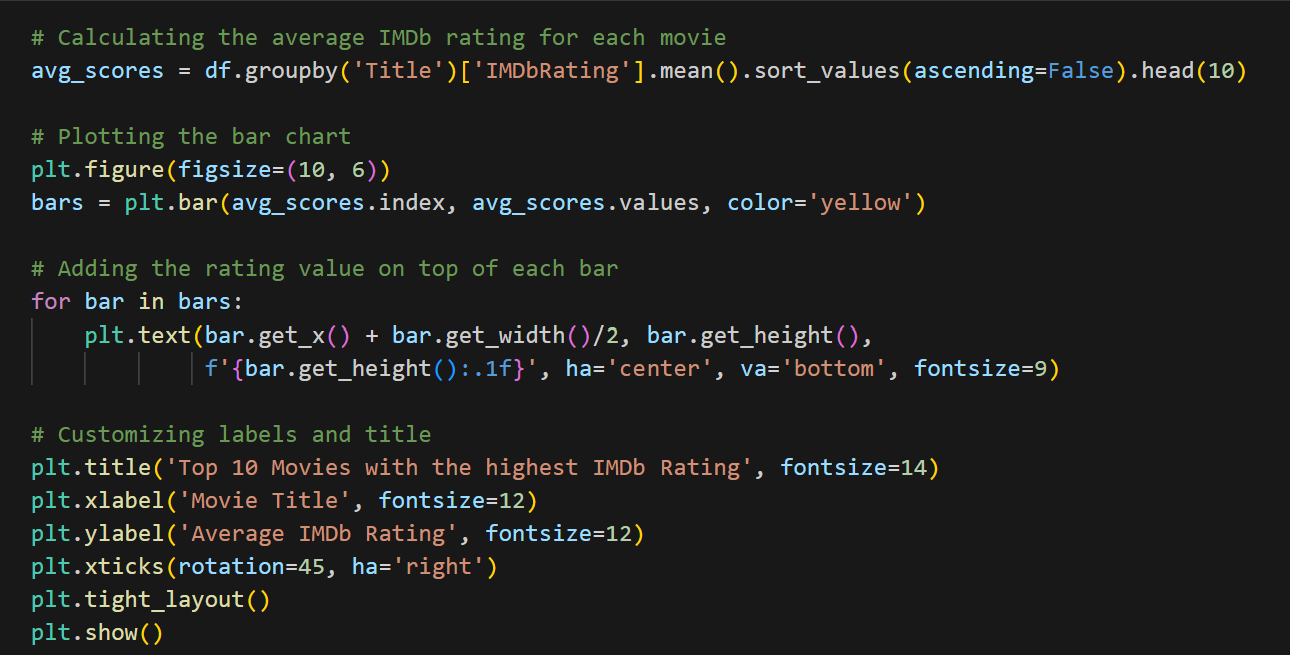 # Calculating the average IMDb rating for each movie
avg_scores = df.groupby('Title')['IMDbRating'].mean().sort_values(ascending=False).head(10)
# Plotting the bar chart
plt.figure(figsize=(10, 6))
bars = plt.bar(avg_scores.index, avg_scores.values, color='yellow')
# Adding the rating value on top of each bar
for bar in bars:
    plt.text(bar.get_x() + bar.get_width()/2, bar.get_height(),
             f'{bar.get_height():.1f}', ha='center', va='bottom', fontsize=9)
# Customizing labels and title
plt.title('Top 10 Movies with the highest IMDb Rating', fontsize=14)
plt.xlabel('Movie Title', fontsize=12)
plt.ylabel('Average IMDb Rating', fontsize=12)
plt.xticks(rotation=45, ha='right')
plt.tight_layout()
plt.show()